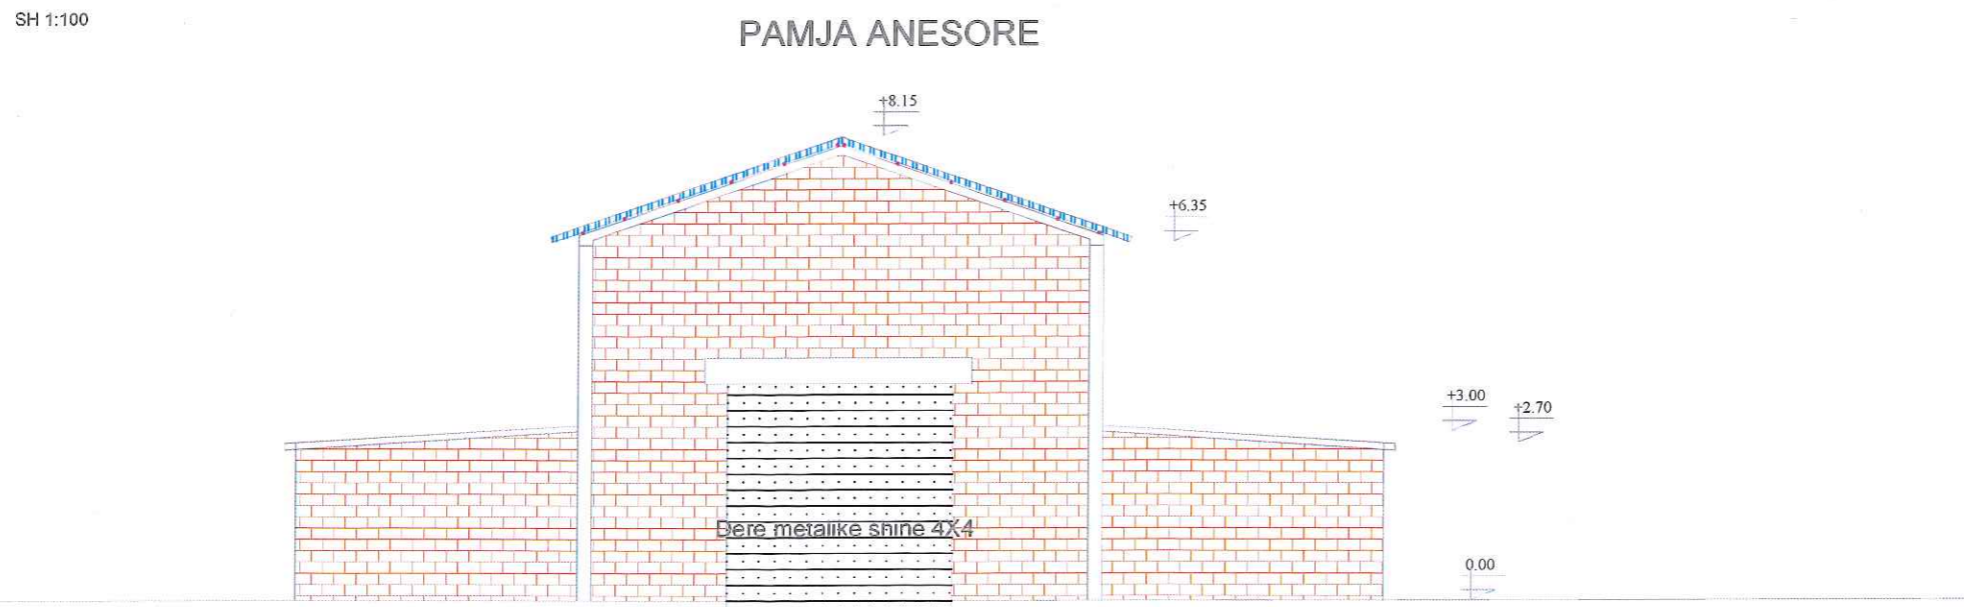 SH 1:100
PAMJA ANESORE
+8.15
+6.35
+3.00
+2.70
Dere metalike shine 4X4
0.00